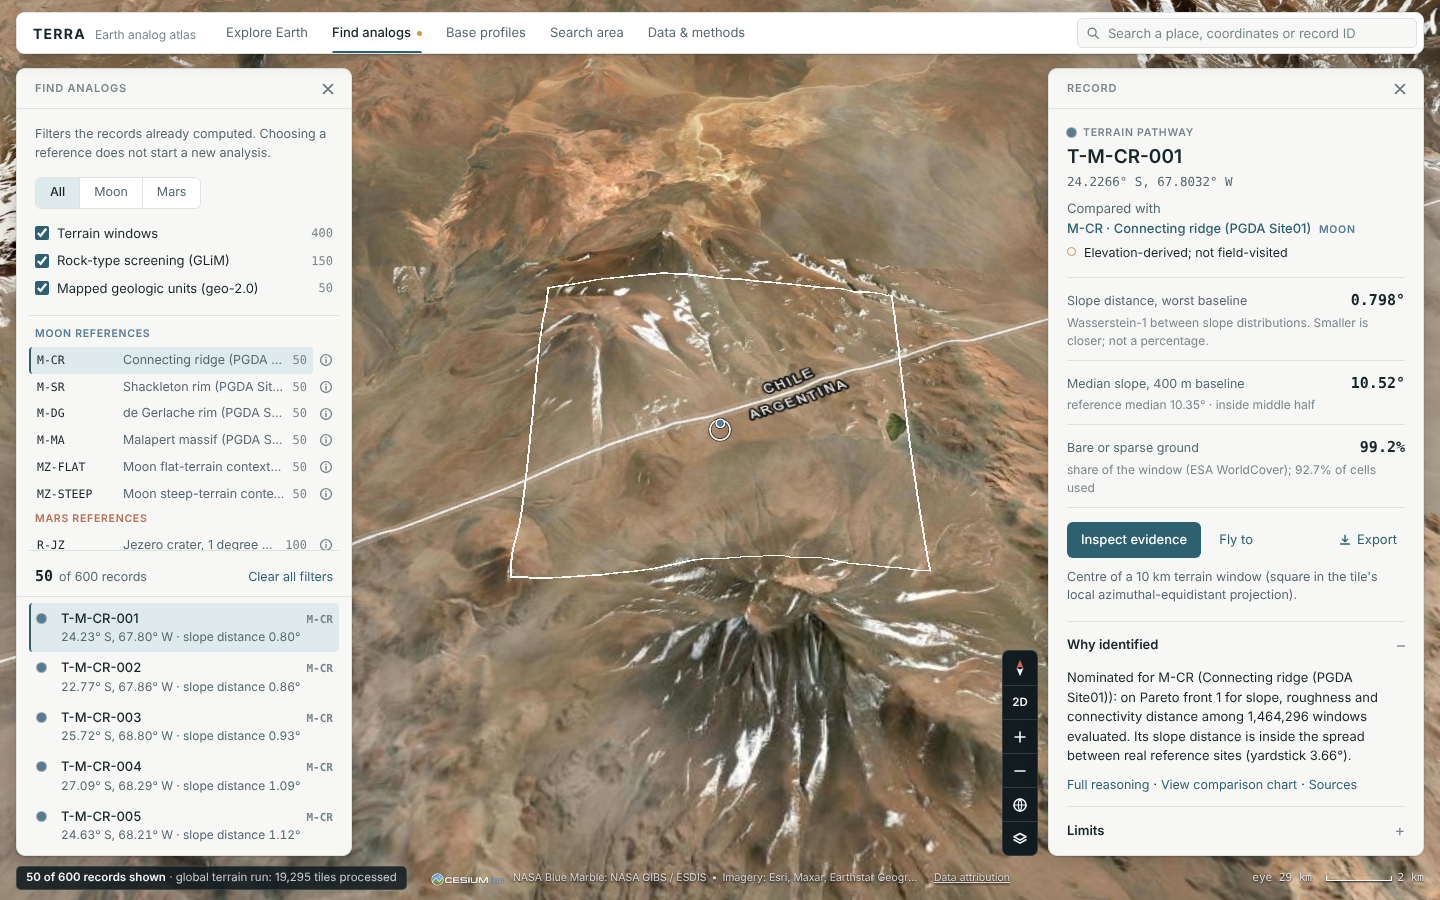 TERRA Earth analog atlas Explore Earth Find analogs Base profiles Search area Data & methods Search a place, coordinates or record ID
FIND ANALOGS
Filters the records already computed. Choosing a
reference does not start a new analysis.
All Moon Mars
Terrain windows 400
Rock-type screening (GLiM) 150
Mapped geologic units (geo-2.0) 50
MOON REFERENCES
M-CR Connecting ridge (PGDA ... 50
M-SR Shackleton rim (PGDA Sit... 50
M-DG de Gerlache rim (PGDA S... 50
M-MA Malapert massif (PGDA S... 50
MZ-FLAT Moon flat-terrain context... 50
MZ-STEEP Moon steep-terrain conte... 50
MARS REFERENCES
R-JZ Jezero crater, 1 degree ... 100
50 of 600 records Clear all filters
T-M-CR-001 M-CR
24.23° S, 67.80° W · slope distance 0.80°
T-M-CR-002 M-CR
22.77° S, 67.86° W · slope distance 0.86°
T-M-CR-003 M-CR
25.72° S, 68.80° W · slope distance 0.93°
T-M-CR-004 M-CR
27.09° S, 68.29° W · slope distance 1.09°
T-M-CR-005 M-CR
24.63° S, 68.21° W · slope distance 1.12°
CHILE
ARGENTINA
2D
RECORD
TERRAIN PATHWAY
T-M-CR-001
24.2266° S, 67.8032° W
Compared with
M-CR · Connecting ridge (PGDA Site01) MOON
Elevation-derived; not field-visited
Slope distance, worst baseline 0.798°
Wasserstein-1 between slope distributions. Smaller is
closer; not a percentage.
Median slope, 400 m baseline 10.52°
reference median 10.35° · inside middle half
Bare or sparse ground 99.2%
share of the window (ESA WorldCover); 92.7% of cells
used
Inspect evidence Fly to Export
Centre of a 10 km terrain window (square in the tile's
local azimuthal-equidistant projection).
Why identified
Nominated for M-CR (Connecting ridge (PGDA
Site01)): on Pareto front 1 for slope, roughness and
connectivity distance among 1,464,296 windows
evaluated. Its slope distance is inside the spread
between real reference sites (yardstick 3.66°).
Full reasoning · View comparison chart · Sources
Limits
50 of 600 records shown · global terrain run: 19,295 tiles processed
CESIUM NASA Blue Marble: NASA GIBS / ESDIS • Imagery: Esri, Maxar, Earthstar Geogr... Data attribution
eye 29 km 2 km